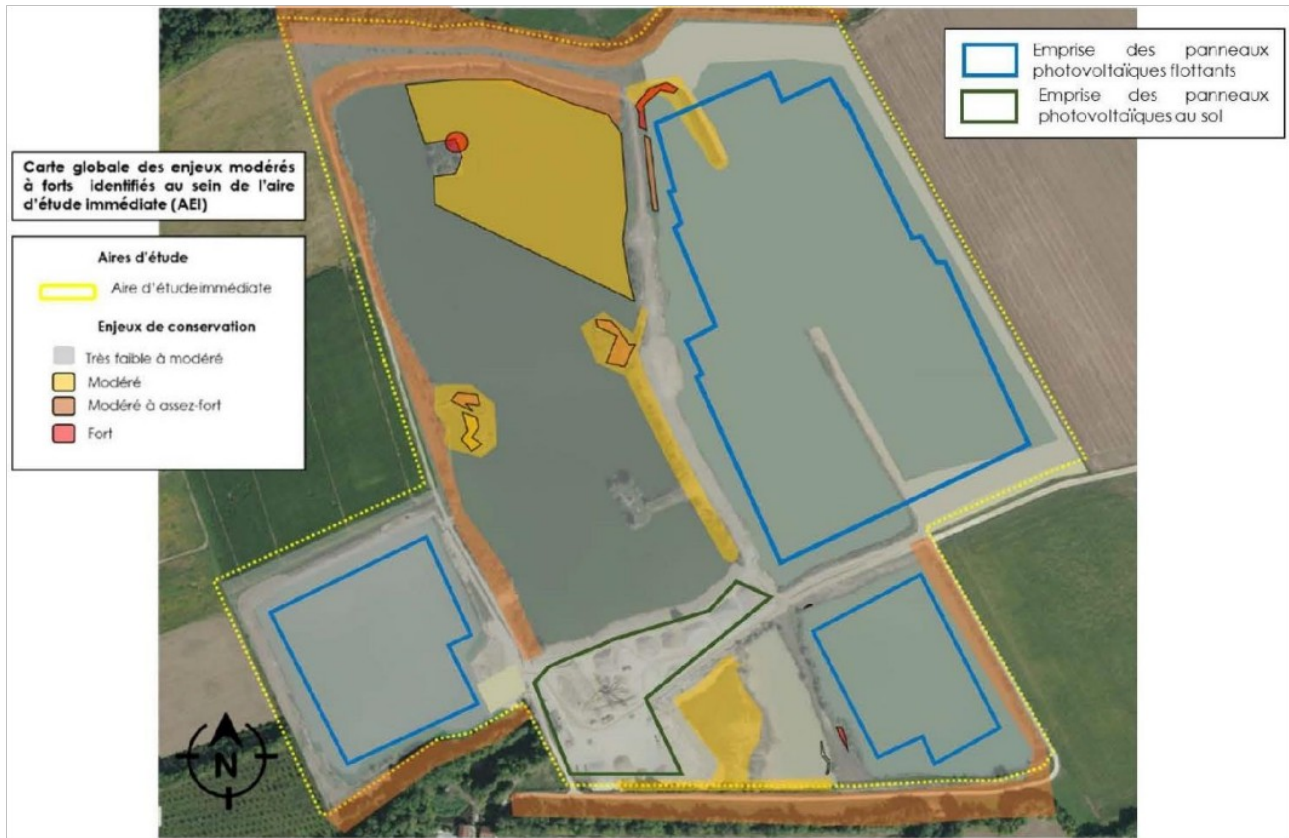 Emprise des panneaux
photovoltaïques flottants
Emprise des panneaux
photovoltaïques au sol
Carte globale des enjeux modérés
à forts identifiés au sein de l'aire
d'étude immédiate (AEI)
Aires d'étude
Aire d'étude immédiate
Enjeux de conservation
Très faible à modéré
Modéré
Modéré à assez-fort
Fort
N